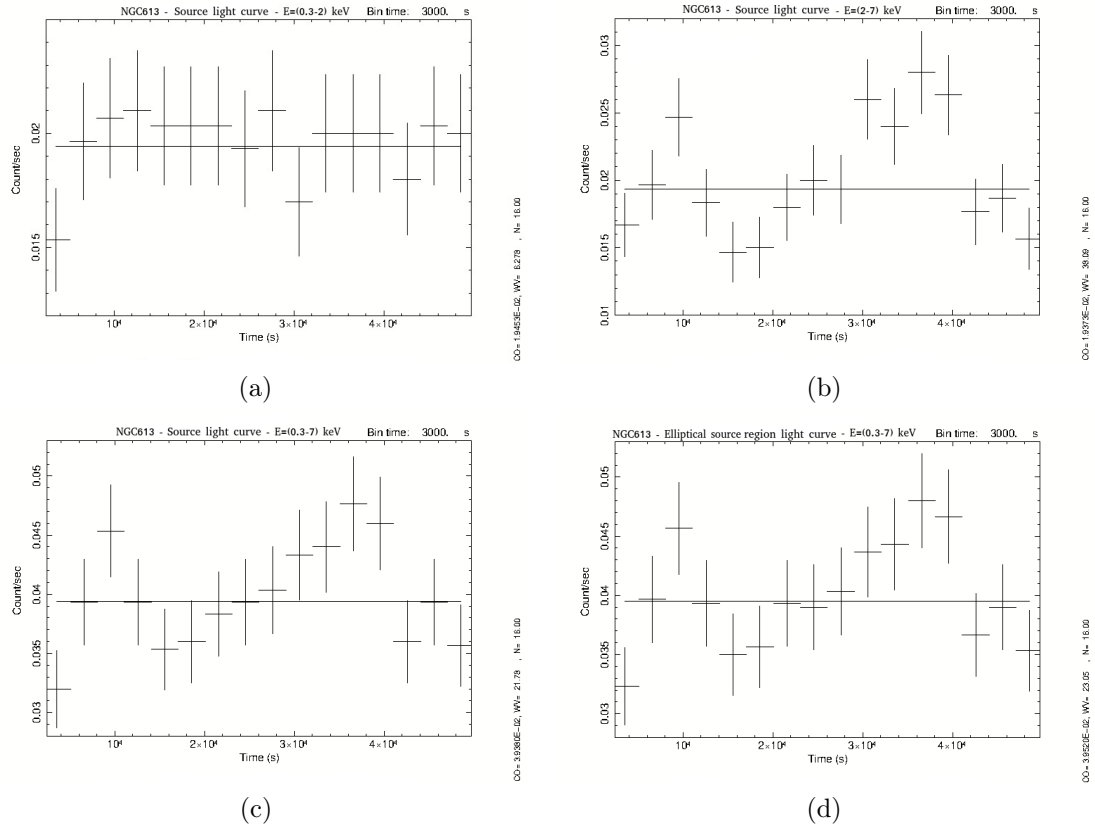 NGC613 - Source light curve - E=(0.3-2) keV Bin time: 3000. s
Count/sec
0.02
0.015
10⁴ 2×10⁴ 3×10⁴ 4×10⁴
Time (s)
CO= 1.9453E-02, WV= 6.278 , N= 16.00
(a)
NGC613 - Source light curve - E=(2-7) keV Bin time: 3000. s
Count/sec
0.03
0.025
0.02
0.015
0.01
10⁴ 2×10⁴ 3×10⁴ 4×10⁴
Time (s)
CO= 1.9373E-02, WV= 39.09 , N= 16.00
(b)
NGC613 - Source light curve - E=(0.3-7) keV Bin time: 3000. s
Count/sec
0.05
0.045
0.04
0.035
0.03
10⁴ 2×10⁴ 3×10⁴ 4×10⁴
Time (s)
CO= 3.9380E-02, WV= 21.78 , N= 16.00
(c)
NGC613 - Elliptical source region light curve - E=(0.3-7) keV Bin time: 3000. s
Count/sec
0.05
0.045
0.04
0.035
0.03
10⁴ 2×10⁴ 3×10⁴ 4×10⁴
Time (s)
CO= 3.9520E-02, WV= 23.05 , N= 16.00
(d)